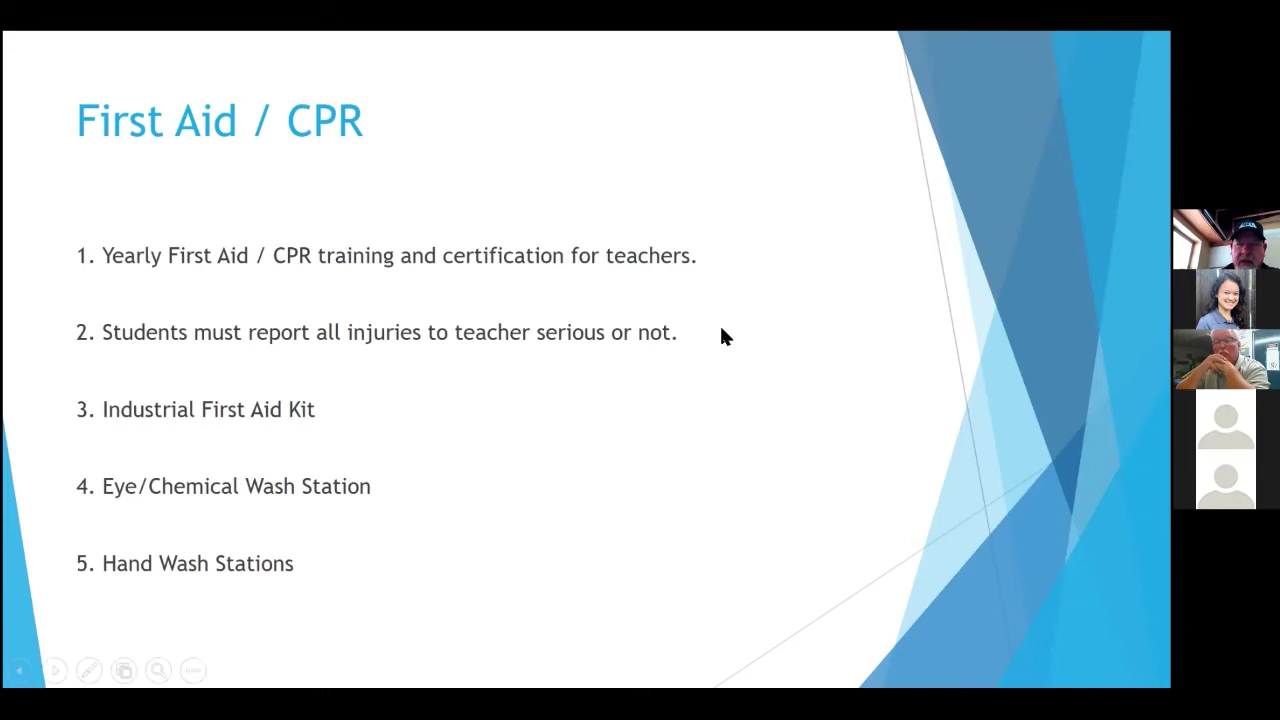 First Aid / CPR
1. Yearly First Aid / CPR training and certification for teachers.
2. Students must report all injuries to teacher serious or not.
3. Industrial First Aid Kit
4. Eye/Chemical Wash Station
5. Hand Wash Stations